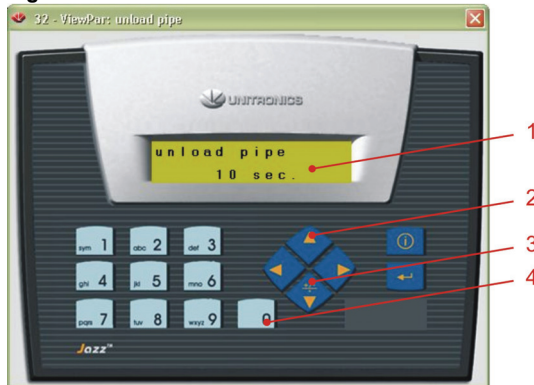 32 - ViewPar: unload pipe
UNITRONICS
unload pipe
10 sec.
1
2
3
4
sym 1
abc 2
def 3
ghi 4
jkl 5
mno 6
pqrs 7
tuv 8
wxyz 9
0
Jazz™